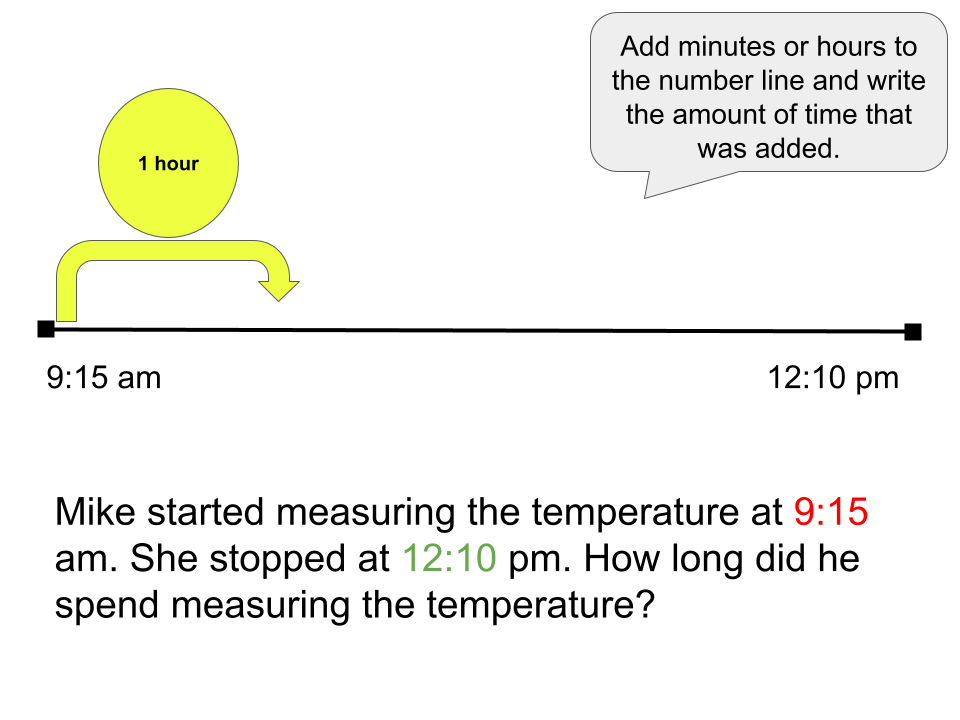 Add minutes or hours to
the number line and write
the amount of time that
was added.
1 hour
9:15 am
12:10 pm
Mike started measuring the temperature at 9:15
am. She stopped at 12:10 pm. How long did he
spend measuring the temperature?